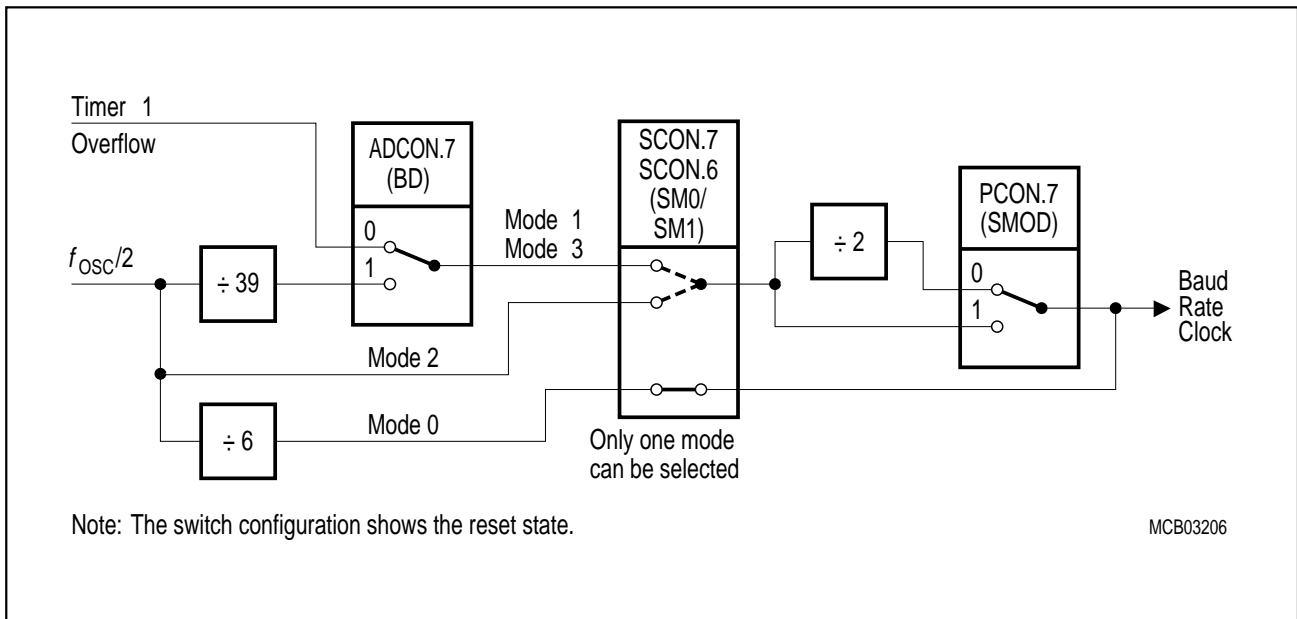 Timer 1
Overflow
ADCON.7
(BD)
0
1
f OSC/2
÷ 39
Mode 1
Mode 3
Mode 2
÷ 6
Mode 0
SCON.7
SCON.6
(SM0/
SM1)
Only one mode
can be selected
÷ 2
PCON.7
(SMOD)
0
1
Baud
Rate
Clock
Note: The switch configuration shows the reset state.
MCB03206